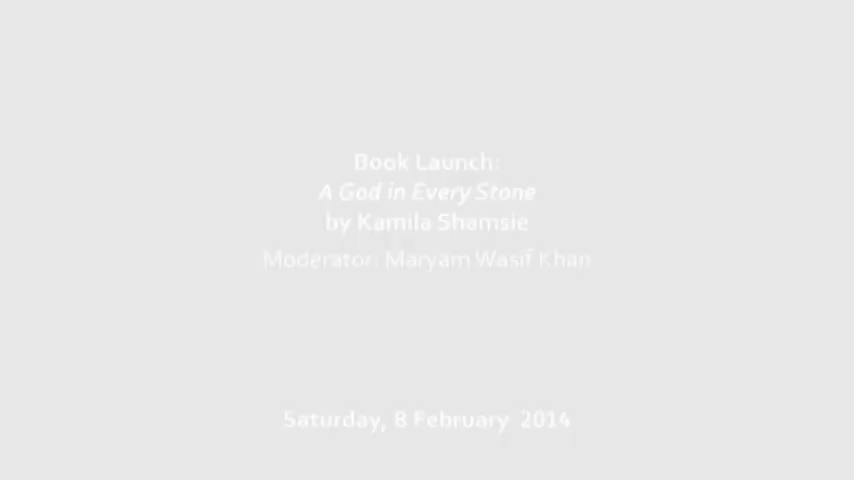 Book Launch:
A God in Every Stone
by Kamila Shamsie
Moderator: Maryam Wasif Khan
Saturday, 8 February 2014